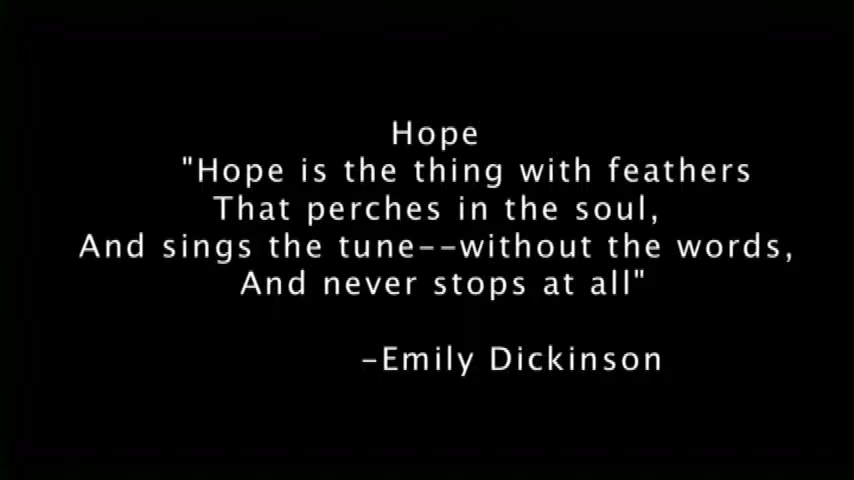 Hope
"Hope is the thing with feathers
That perches in the soul,
And sings the tune--without the words,
And never stops at all"
-Emily Dickinson